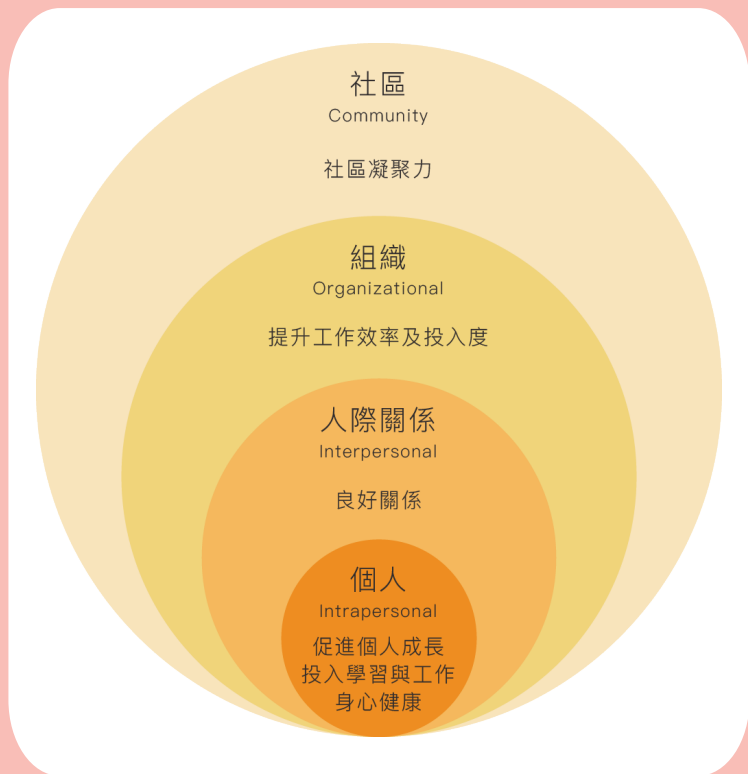 社區
Community
社區凝聚力
組織
Organizational
提升工作效率及投入度
人際關係
Interpersonal
良好關係
個人
Intrapersonal
促進個人成長
投入學習與工作
身心健康